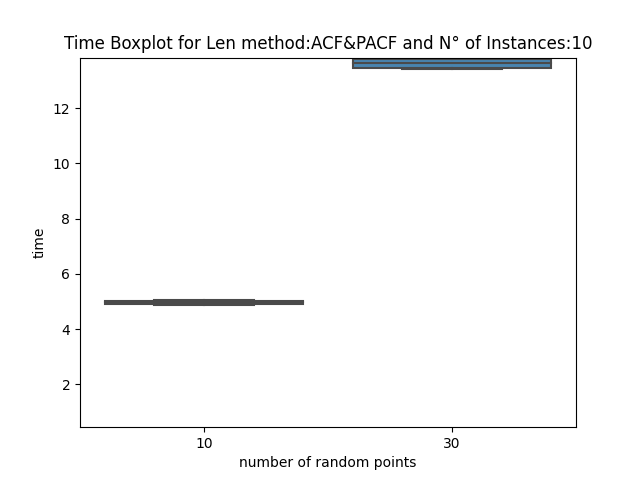 Time Boxplot for Len method:ACF&PACF and N° of Instances:10
12
10
8
6
4
2
time
10
30
number of random points